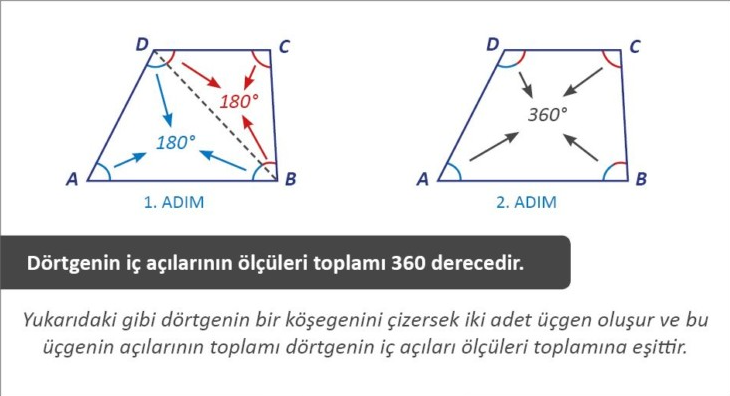 D C D C
180°
360°
180°
A B A B
1. ADIM 2. ADIM
Dörtgenin iç açılarının ölçüleri toplamı 360 derecedir.
Yukarıdaki gibi dörtgenin bir köşegenini çizersek iki adet üçgen oluşur ve bu
üçgenin açılarının toplamı dörtgenin iç açıları ölçüleri toplamına eşittir.